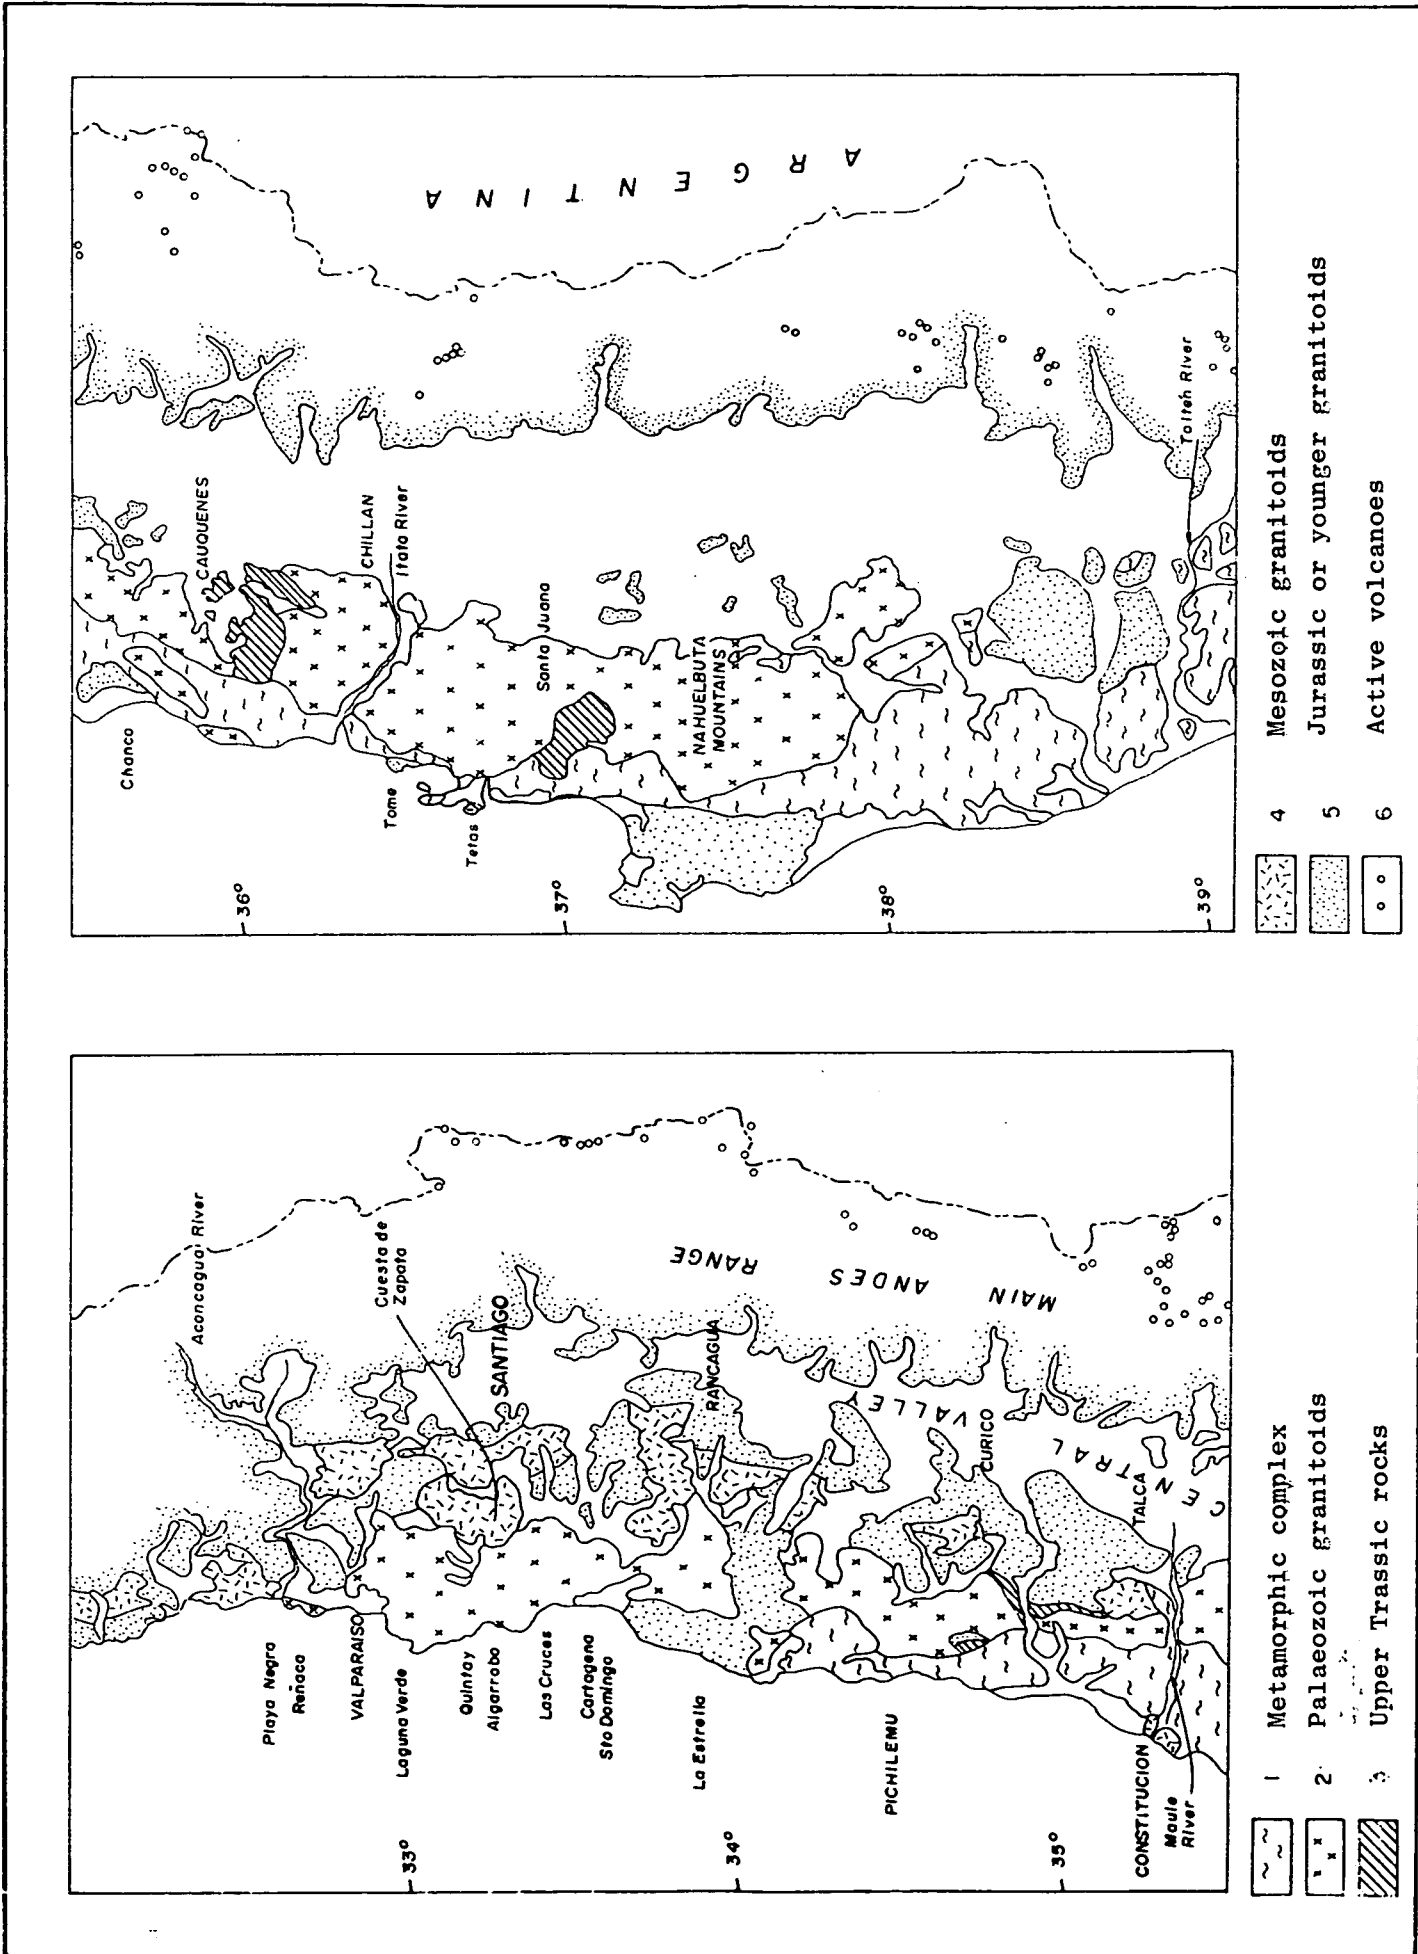 Playa Negra
Reñaca
VALPARAISO
Laguna Verde
Quintay
Algarrobo
Las Cruces
Cartagena
Sto Domingo
La Estrella
PICHILEMU
CONSTITUCION
Maule
River
Aconcagual River
Cuesta de
Zapata
SANTIAGO
RANCAGUA
CURICO
TALCA
CENTRAL VALLEY
MAIN ANDES RANGE
33°
34°
35°
1 Metamorphic complex
2 Palaeozoic granitoids
3 Upper Trassic rocks
Chanco
CAUQUENES
CHILLAN
Itata River
Tome
Tetas
Santa Juana
NAHUELBUTA
MOUNTAINS
Toltén River
ARGENTINA
36°
37°
38°
39°
4 Mesozoic granitoids
5 Jurassic or younger granitoids
6 Active volcanoes